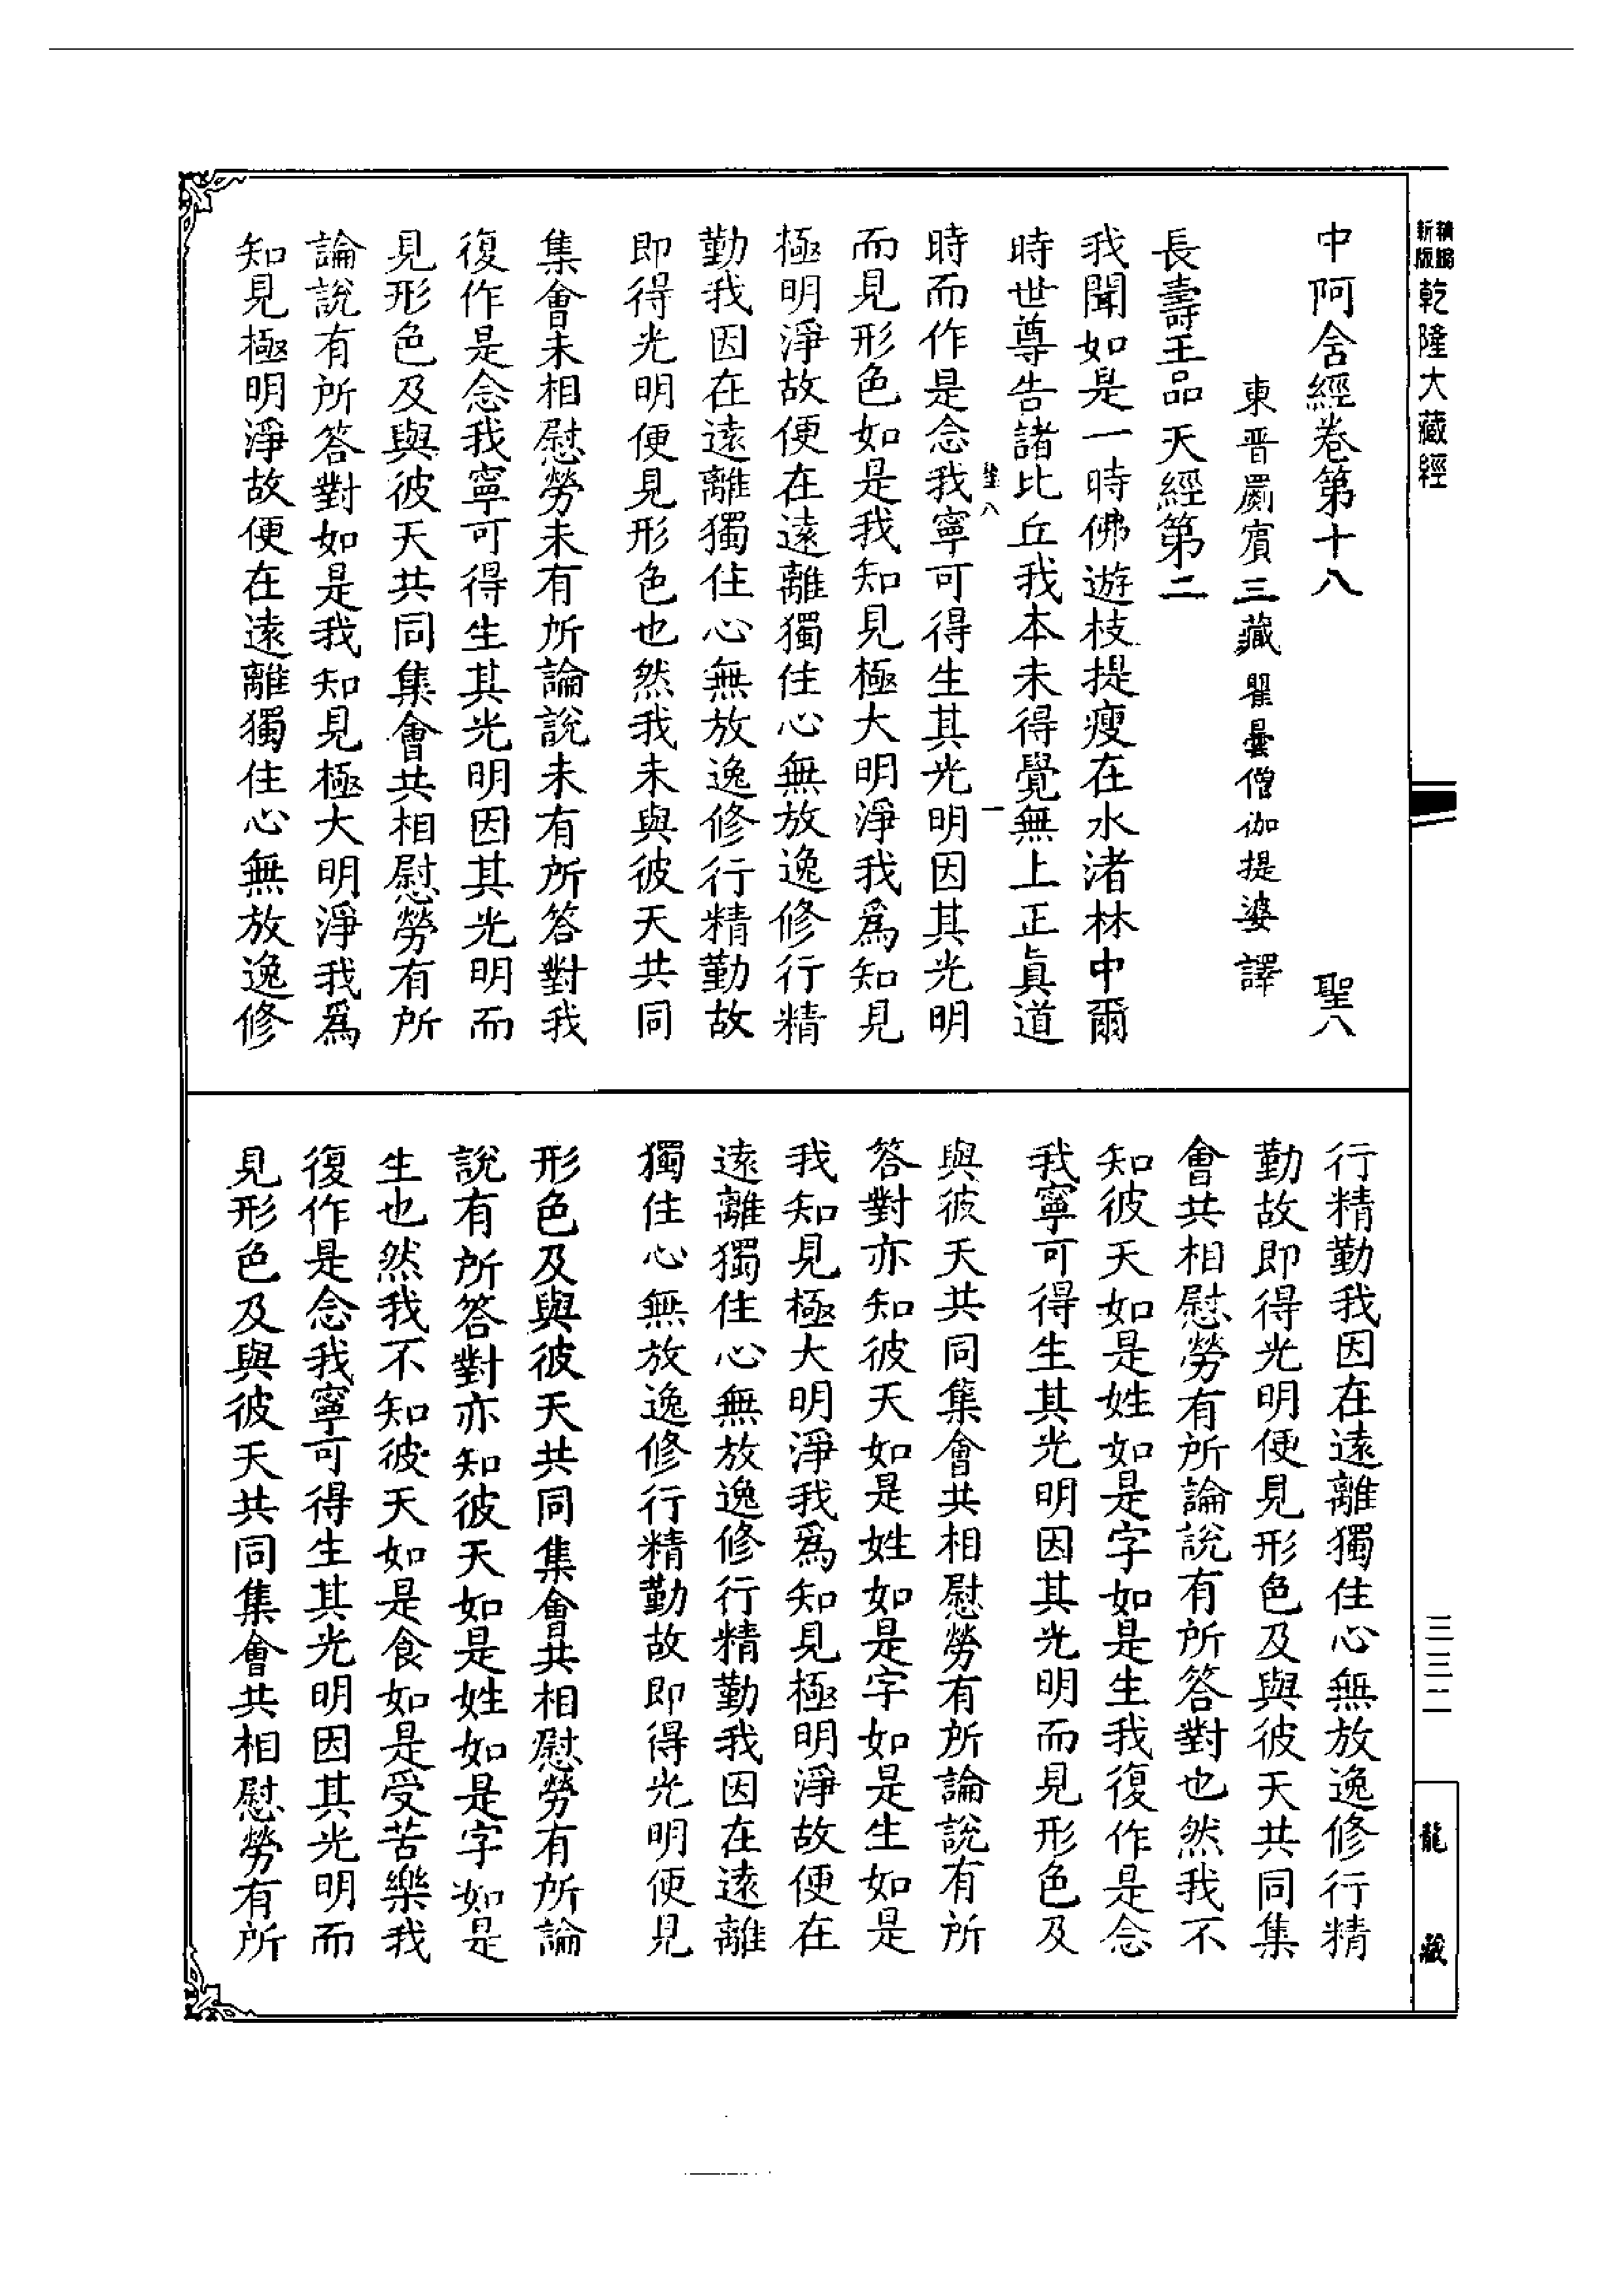 精縮新版乾隆大藏經
中阿含經卷第十八 聖八
東晉罽賓三藏瞿曇僧伽提婆譯
長壽王品天經第二
我聞如是一時佛遊枝提瘦在水渚林中爾
時世尊告諸比丘我本未得覺無上正真道
聖八 一
時而作是念我寧可得生其光明因其光明
而見形色如是我知見極大明淨我為知見
極明淨故便在遠離獨住心無放逸修行精
勤我因在遠離獨住心無放逸修行精勤故
即得光明便見形色也然我未與彼天共同
集會未相慰勞未有所論說未有所答對我
復作是念我寧可得生其光明因其光明而
見形色及與彼天共同集會共相慰勞有所
論說有所答對如是我知見極大明淨我為
知見極明淨故便在遠離獨住心無放逸修
行精勤我因在遠離獨住心無放逸修行精
勤故即得光明便見形色及與彼天共同集
會共相慰勞有所論說有所答對也然我不
知彼天如是姓如是字如是生我復作是念
我寧可得生其光明因其光明而見形色及
與彼天共同集會共相慰勞有所論說有所
答對亦知彼天如是姓如是字如是生如是
我知見極大明淨我為知見極明淨故便在
遠離獨住心無放逸修行精勤我因在遠離
獨住心無放逸修行精勤故即得光明便見
形色及與彼天共同集會共相慰勞有所論
說有所答對亦知彼天如是姓如是字如是
生也然我不知彼天如是食如是受苦樂我
復作是念我寧可得生其光明因其光明而
見形色及與彼天共同集會共相慰勞有所
三三二
龍藏